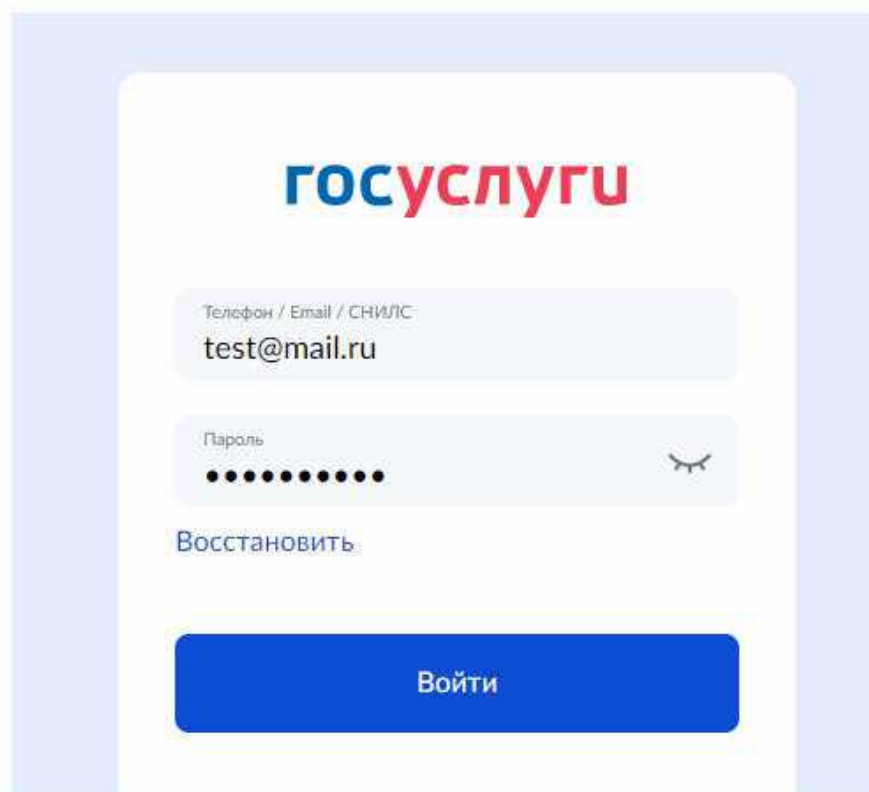 госуслуги
Телефон / Email / СНИЛС
test@mail.ru
Пароль
••••••••••
Восстановить
Войти